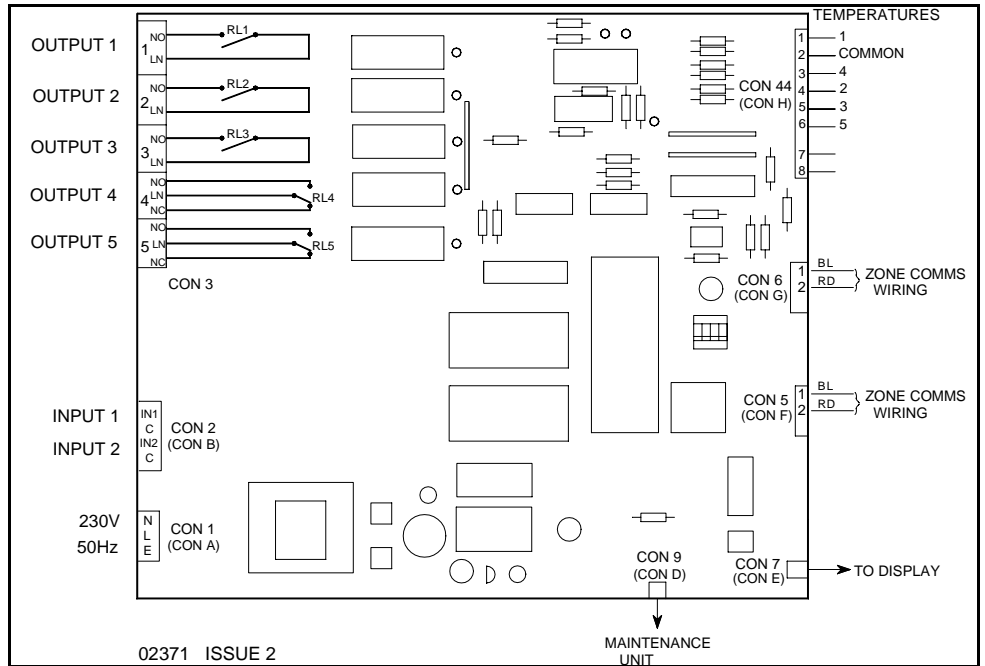 OUTPUT 1
1
NO
LN
RL1
OUTPUT 2
2
NO
LN
RL2
OUTPUT 3
3
NO
LN
RL3
OUTPUT 4
4
NO
LN
NC
RL4
OUTPUT 5
5
NO
LN
NC
RL5
CON 3
TEMPERATURES
1 1
2 COMMON
3 4
4 2
5 3
6 5
7
8
CON 44
(CON H)
CON 6
(CON G)
1 BL
2 RD
ZONE COMMS
WIRING
CON 5
(CON F)
1 BL
2 RD
ZONE COMMS
WIRING
INPUT 1
INPUT 2
IN1
C
IN2
C
CON 2
(CON B)
230V
50Hz
N
L
E
CON 1
(CON A)
CON 9
(CON D)
CON 7
(CON E)
TO DISPLAY
MAINTENANCE
UNIT
02371 ISSUE 2